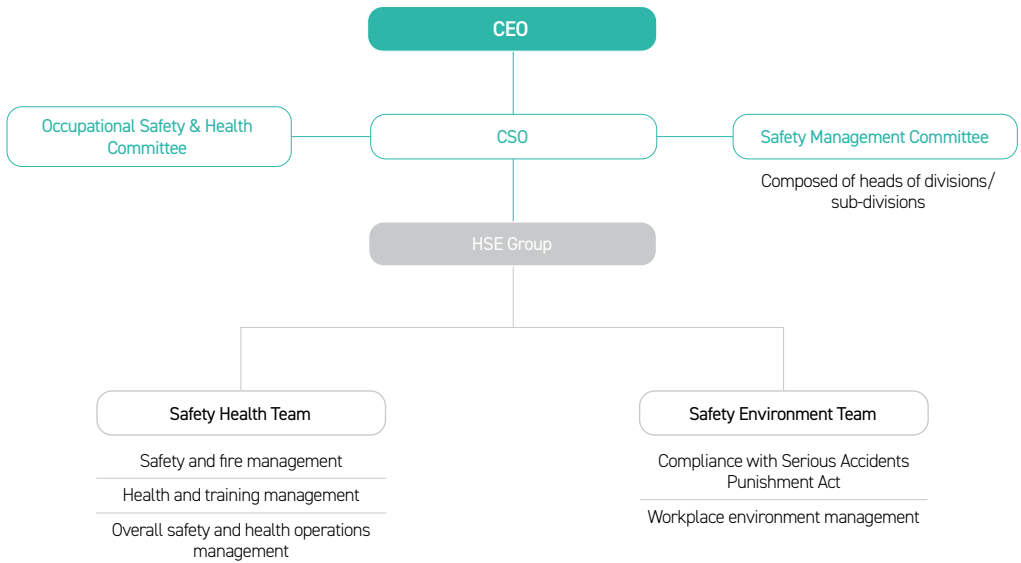 CEO
Occupational Safety & Health
Committee
CSO
Safety Management Committee
Composed of heads of divisions/
sub-divisions
HSE Group
Safety Health Team
Safety and fire management
Health and training management
Overall safety and health operations
management
Safety Environment Team
Compliance with Serious Accidents
Punishment Act
Workplace environment management